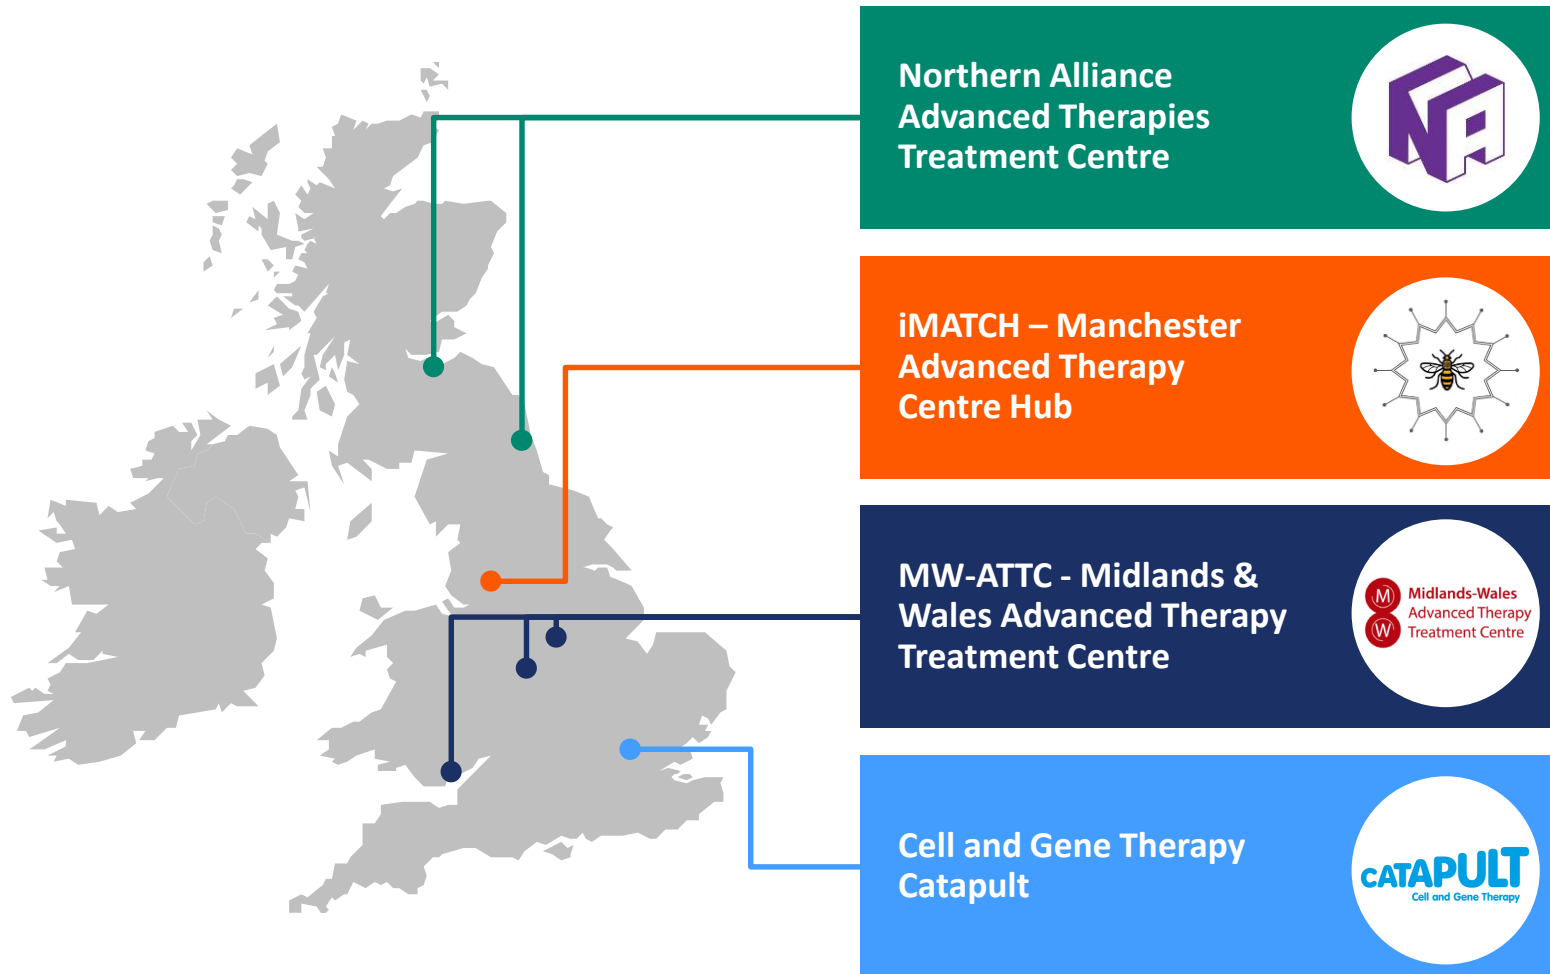 Northern Alliance
Advanced Therapies
Treatment Centre
NA
iMATCH – Manchester
Advanced Therapy
Centre Hub
MW-ATTC - Midlands &
Wales Advanced Therapy
Treatment Centre
M
W
Midlands-Wales
Advanced Therapy
Treatment Centre
Cell and Gene Therapy
Catapult
CATAPULT
Cell and Gene Therapy